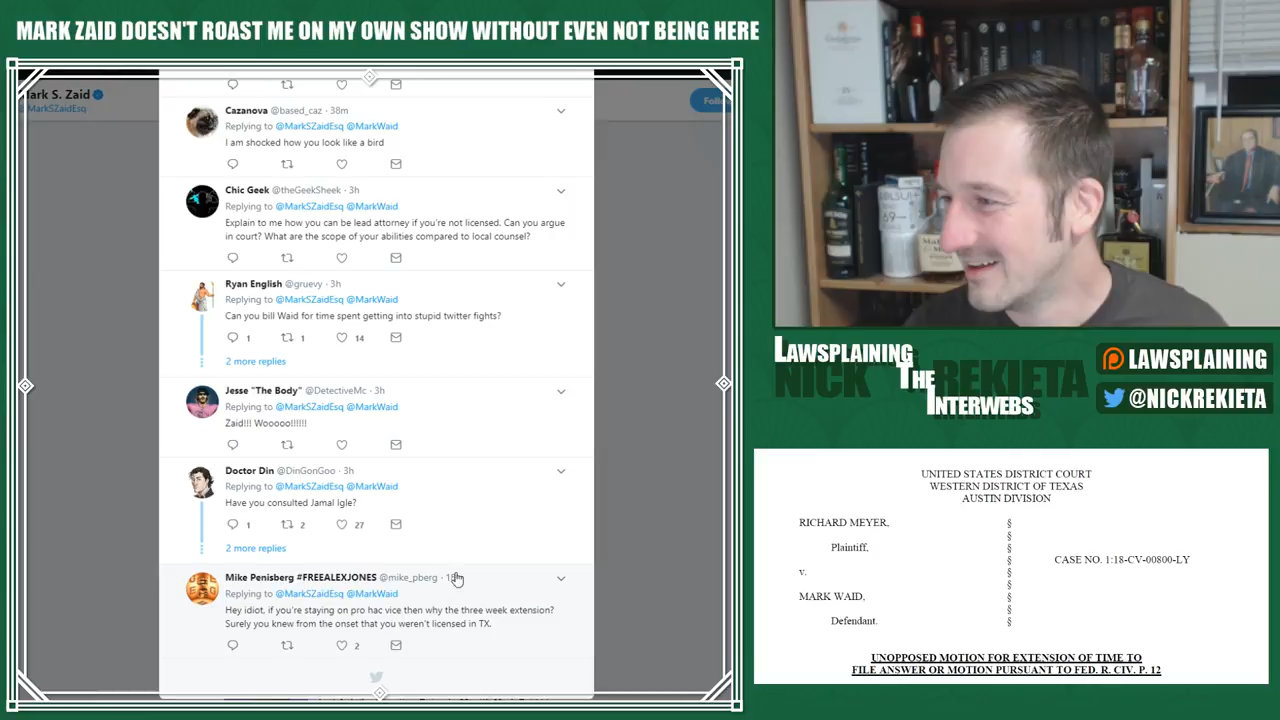 MARK ZAID DOESN'T ROAST ME ON MY OWN SHOW WITHOUT EVEN NOT BEING HERE
ark S. Zaid
MarkSZaidEsq
Follo
Cazanova @based_caz · 38m
Replying to @MarkSZaidEsq @MarkWaid
I am shocked how you look like a bird
Chic Geek @theGeekSheek · 3h
Replying to @MarkSZaidEsq @MarkWaid
Explain to me how you can be lead attorney if you're not licensed. Can you argue
in court? What are the scope of your abilities compared to local counsel?
Ryan English @gruevy · 3h
Replying to @MarkSZaidEsq @MarkWaid
Can you bill Waid for time spent getting into stupid twitter fights?
1 1 14
2 more replies
Jesse "The Body" @DetectiveMc · 3h
Replying to @MarkSZaidEsq @MarkWaid
Zaid!!! Wooooo!!!!!!
Doctor Din @DinGonGoo · 3h
Replying to @MarkSZaidEsq @MarkWaid
Have you consulted Jamal Igle?
1 2 27
2 more replies
Mike Penisberg #FREEALEXJONES @mike_pberg ·
Replying to @MarkSZaidEsq @MarkWaid
Hey idiot, if you're staying on pro hac vice then why the three week extension?
Surely you knew from the onset that you weren't licensed in TX.
2
69
LAWSPLAINING
THE
INTERWEBS
NICK REKIETA
LAWSPLAINING
@NICKREKIETA
UNITED STATES DISTRICT COURT
WESTERN DISTRICT OF TEXAS
AUSTIN DIVISION
RICHARD MEYER, §
§
Plaintiff, §
§ CASE NO. 1:18-CV-00800-LY
v. §
§
MARK WAID, §
§
Defendant. §
UNOPPOSED MOTION FOR EXTENSION OF TIME TO
FILE ANSWER OR MOTION PURSUANT TO FED. R. CIV. P. 12